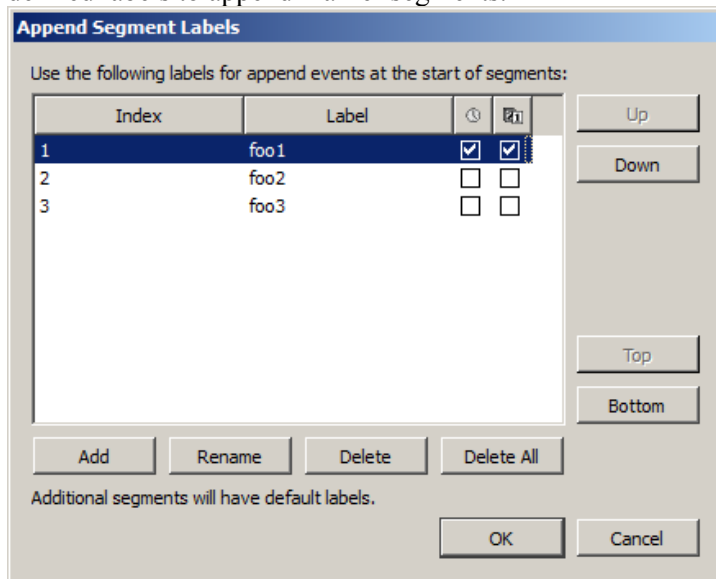 Append Segment Labels
Use the following labels for append events at the start of segments:
Index Label
1 foo1
2 foo2
3 foo3
Up
Down
Top
Bottom
Add Rename Delete Delete All
Additional segments will have default labels.
OK Cancel